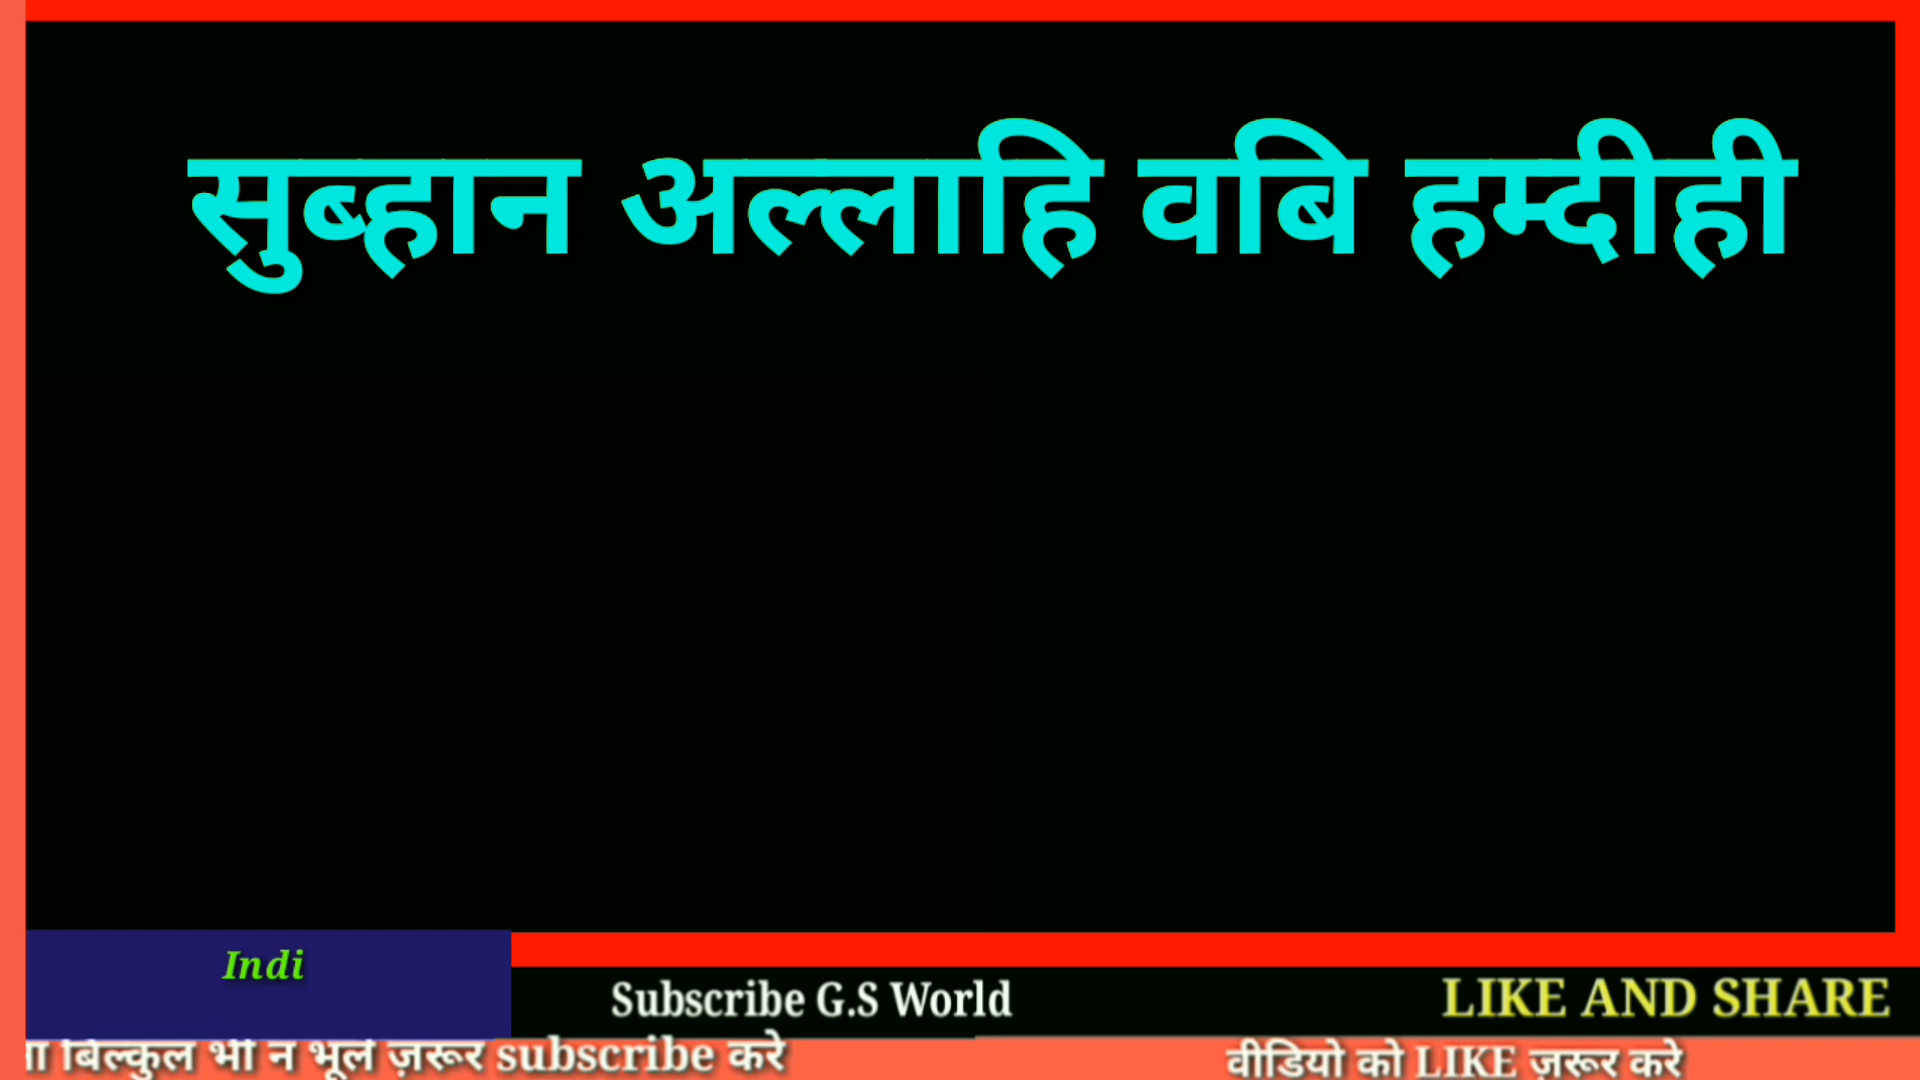 सुब्हान अल्लाहि वबि हम्दीही
Indi
Subscribe G.S World
LIKE AND SHARE
बिल्कुल भी न भूले ज़रूर subscribe करे
वीडियो को LIKE ज़रूर करे